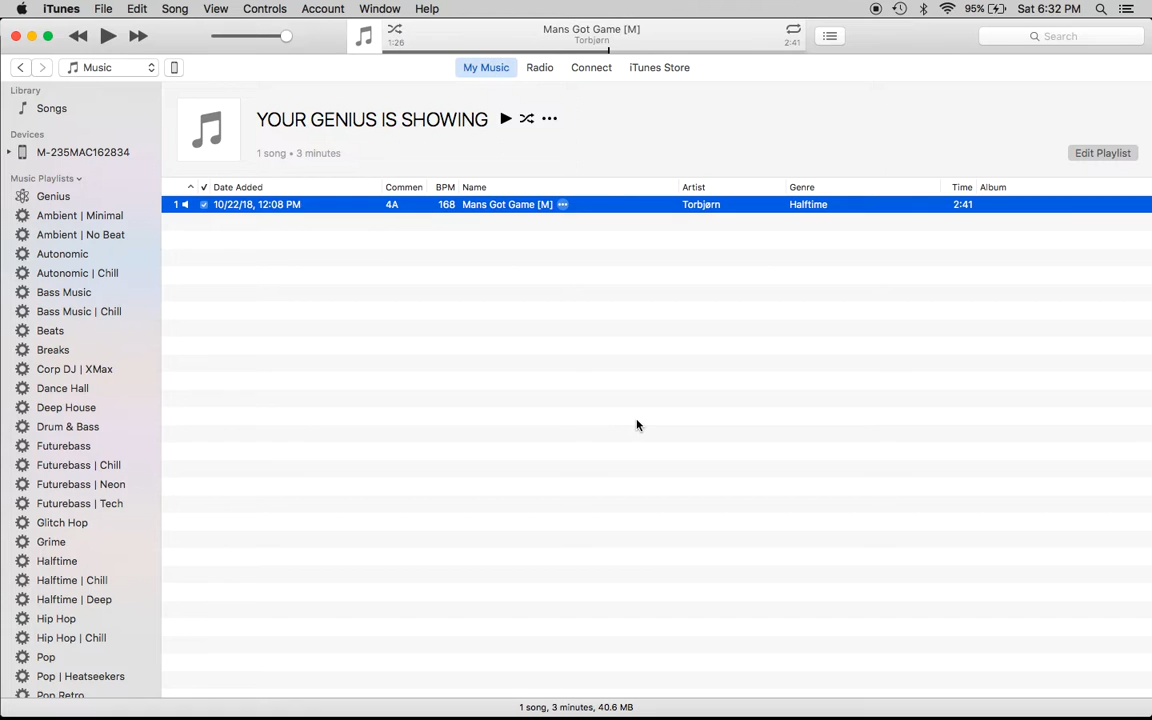 iTunes File Edit Song View Controls Account Window Help 95% Sat 6:32 PM
Mans Got Game [M]
Torbjørn
1:26 2:41
Search
Music My Music Radio Connect iTunes Store
Library
Songs
Devices
M-235MAC162834
Music Playlists
Genius
Ambient | Minimal
Ambient | No Beat
Autonomic
Autonomic | Chill
Bass Music
Bass Music | Chill
Beats
Breaks
Corp DJ | XMax
Dance Hall
Deep House
Drum & Bass
Futurebass
Futurebass | Chill
Futurebass | Neon
Futurebass | Tech
Glitch Hop
Grime
Halftime
Halftime | Chill
Halftime | Deep
Hip Hop
Hip Hop | Chill
Pop
Pop | Heatseekers
Pop Retro
YOUR GENIUS IS SHOWING
1 song • 3 minutes
Edit Playlist
Date Added Commen BPM Name Artist Genre Time Album
1 10/22/18, 12:08 PM 4A 168 Mans Got Game [M] Torbjørn Halftime 2:41
1 song, 3 minutes, 40.6 MB